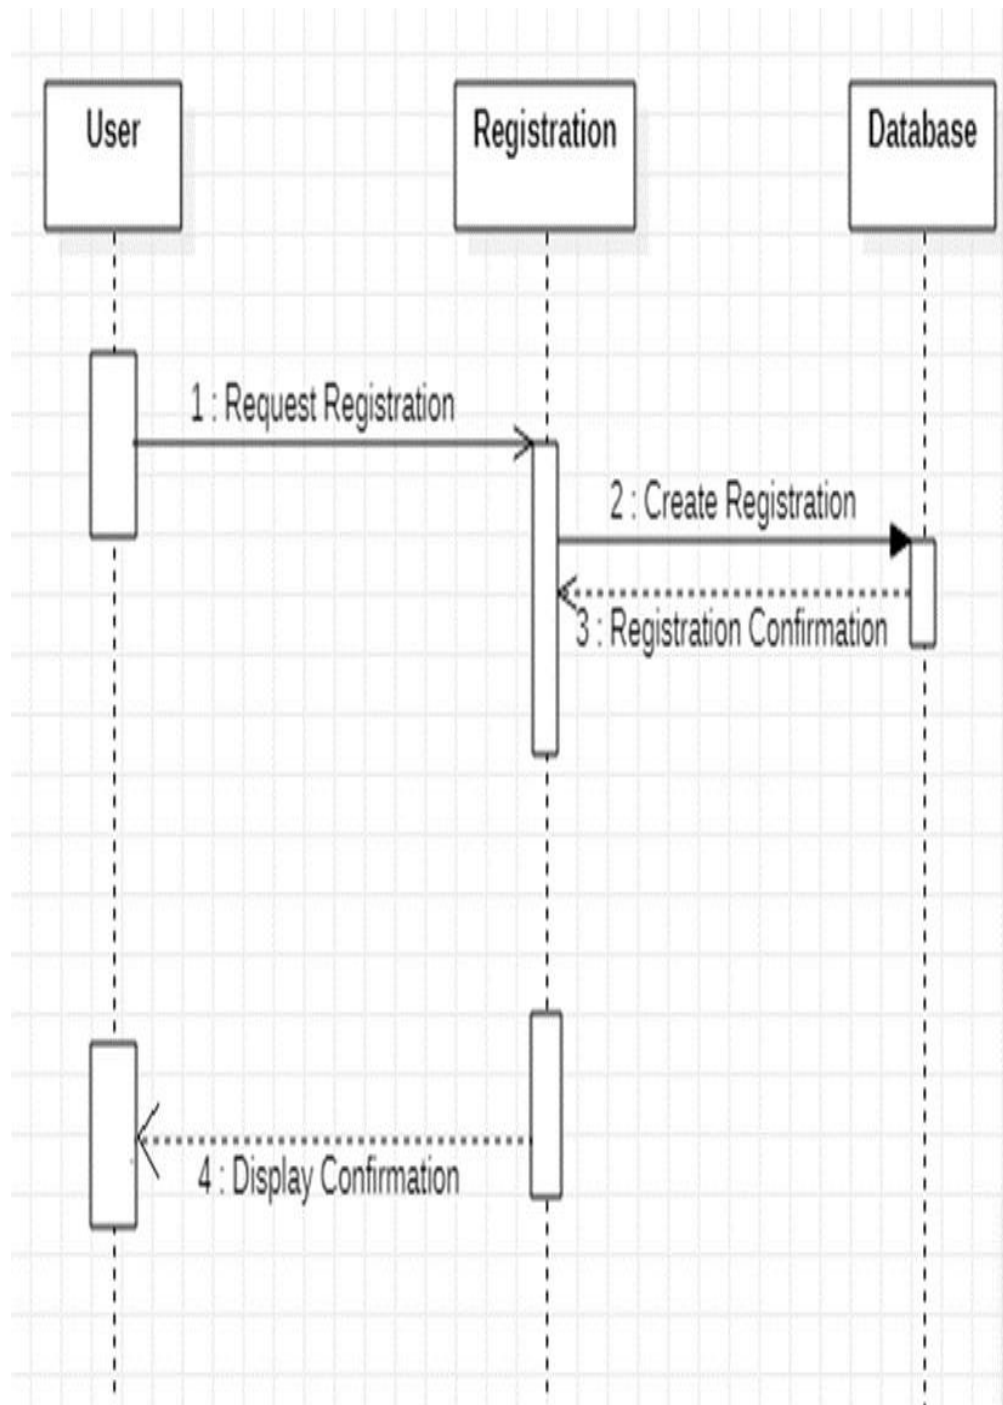 User
Registration
Database
1 : Request Registration
2 : Create Registration
3 : Registration Confirmation
4 : Display Confirmation